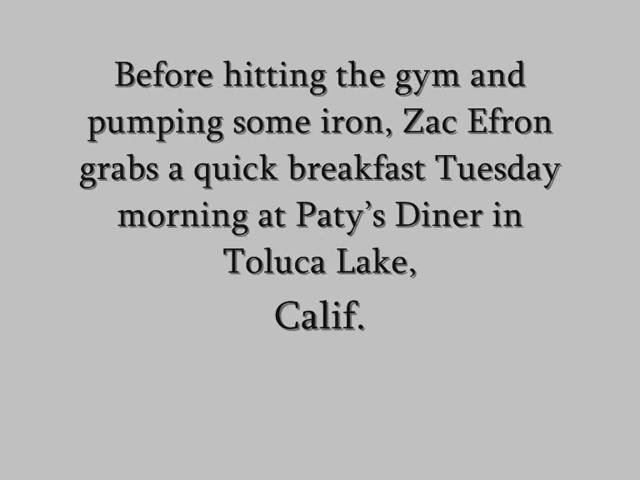 Before hitting the gym and
pumping some iron, Zac Efron
grabs a quick breakfast Tuesday
morning at Paty’s Diner in
Toluca Lake,
Calif.